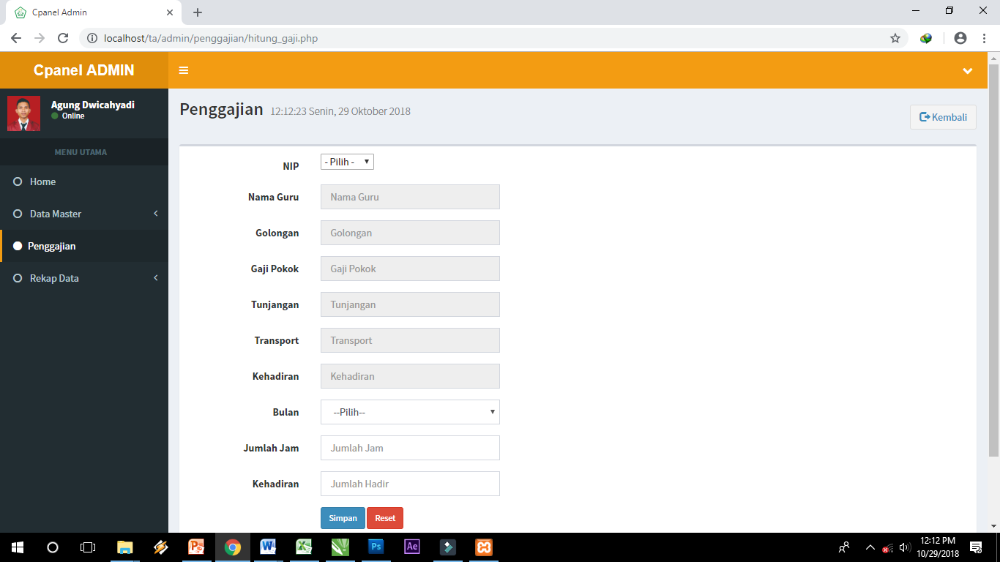 Cpanel Admin
localhost/ta/admin/penggajian/hitung_gaji.php
Cpanel ADMIN
Agung Dwicahyadi
Online
MENU UTAMA
Home
Data Master
Penggajian
Rekap Data
Penggajian 12:12:23 Senin, 29 Oktober 2018
Kembali
NIP - Pilih -
Nama Guru Nama Guru
Golongan Golongan
Gaji Pokok Gaji Pokok
Tunjangan Tunjangan
Transport Transport
Kehadiran Kehadiran
Bulan --Pilih--
Jumlah Jam Jumlah Jam
Kehadiran Jumlah Hadir
Simpan Reset
Ps
Ae
12:12 PM
10/29/2018